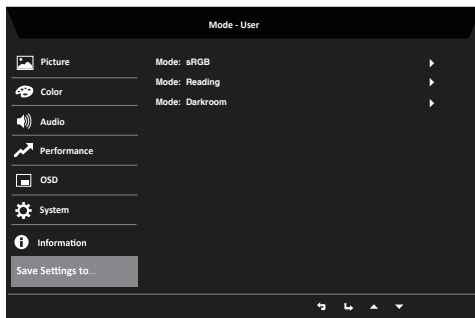 Mode - User
Picture
Color
Audio
Performance
OSD
System
Information
Save Settings to...
Mode: sRGB
Mode: Reading
Mode: Darkroom